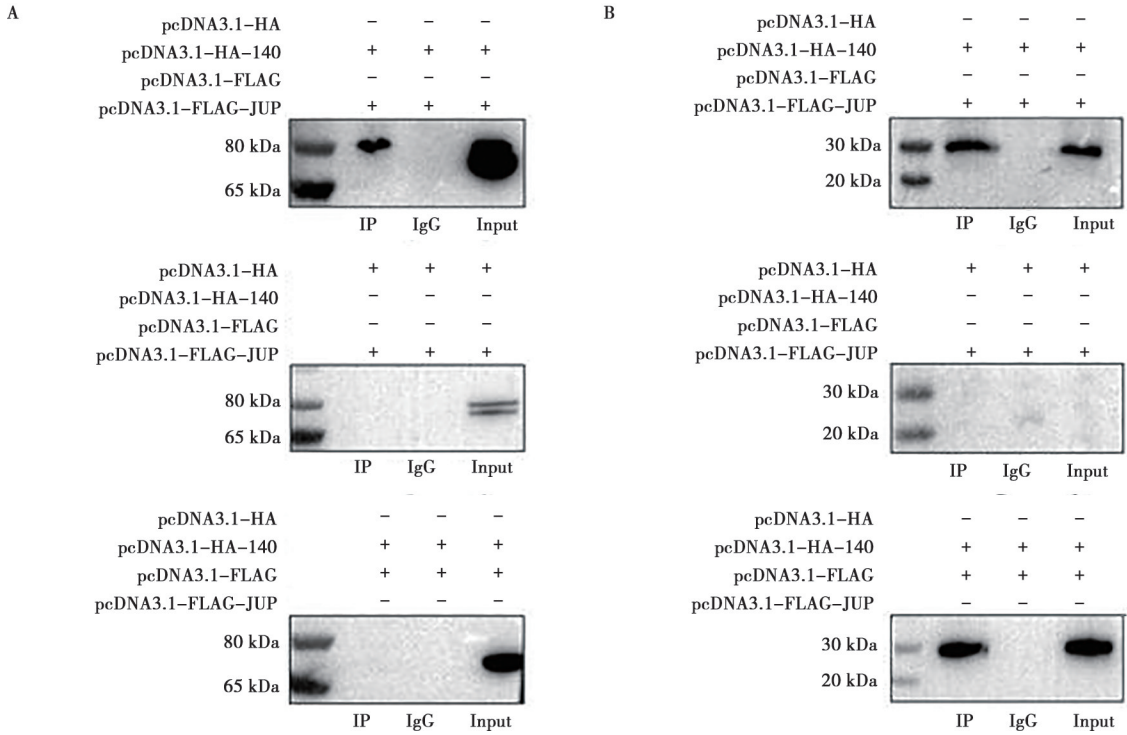 A
pcDNA3.1-HA − − −
pcDNA3.1-HA-140 + + +
pcDNA3.1-FLAG − − −
pcDNA3.1-FLAG-JUP + + +
80 kDa
65 kDa
IP IgG Input
pcDNA3.1-HA + + +
pcDNA3.1-HA-140 − − −
pcDNA3.1-FLAG − − −
pcDNA3.1-FLAG-JUP + + +
80 kDa
65 kDa
IP IgG Input
pcDNA3.1-HA − − −
pcDNA3.1-HA-140 + + +
pcDNA3.1-FLAG + + +
pcDNA3.1-FLAG-JUP − − −
80 kDa
65 kDa
IP IgG Input
B
pcDNA3.1-HA − − −
pcDNA3.1-HA-140 + + +
pcDNA3.1-FLAG − − −
pcDNA3.1-FLAG-JUP + + +
30 kDa
20 kDa
IP IgG Input
pcDNA3.1-HA + + +
pcDNA3.1-HA-140 − − −
pcDNA3.1-FLAG − − −
pcDNA3.1-FLAG-JUP + + +
30 kDa
20 kDa
IP IgG Input
pcDNA3.1-HA − − −
pcDNA3.1-HA-140 + + +
pcDNA3.1-FLAG + + +
pcDNA3.1-FLAG-JUP − − −
30 kDa
20 kDa
IP IgG Input